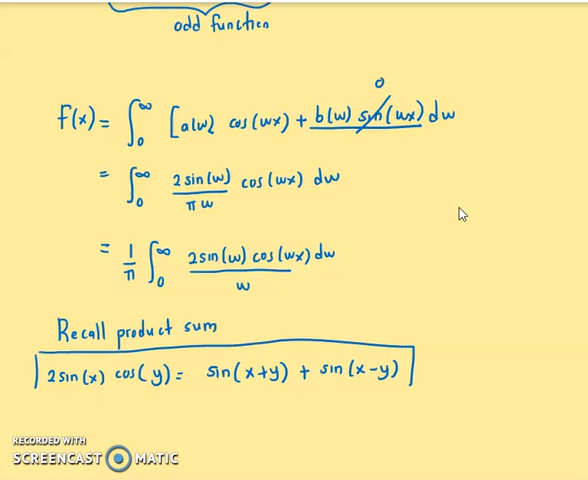 odd function
f(x) = ∫₀^∞ [a(w) cos(wx) + b(w) sin(wx) dw
0
= ∫₀^∞ 2 sin(w) / πw cos(wx) dw
= 1/π ∫₀^∞ 2 sin(w) cos(wx) / w dw
Recall product sum
2 sin(x) cos(y) = sin(x+y) + sin(x-y)
RECORDED WITH
SCREENCAST MATIC